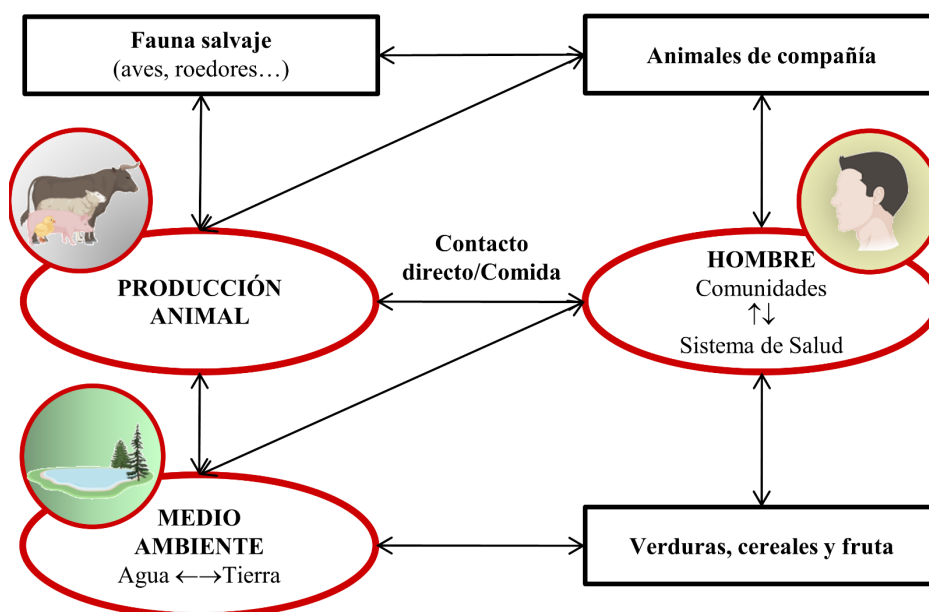 Fauna salvaje
(aves, roedores…)
Animales de compañía
Contacto
directo/Comida
PRODUCCIÓN
ANIMAL
HOMBRE
Comunidades
↑↓
Sistema de Salud
MEDIO
AMBIENTE
Agua ←→Tierra
Verduras, cereales y fruta